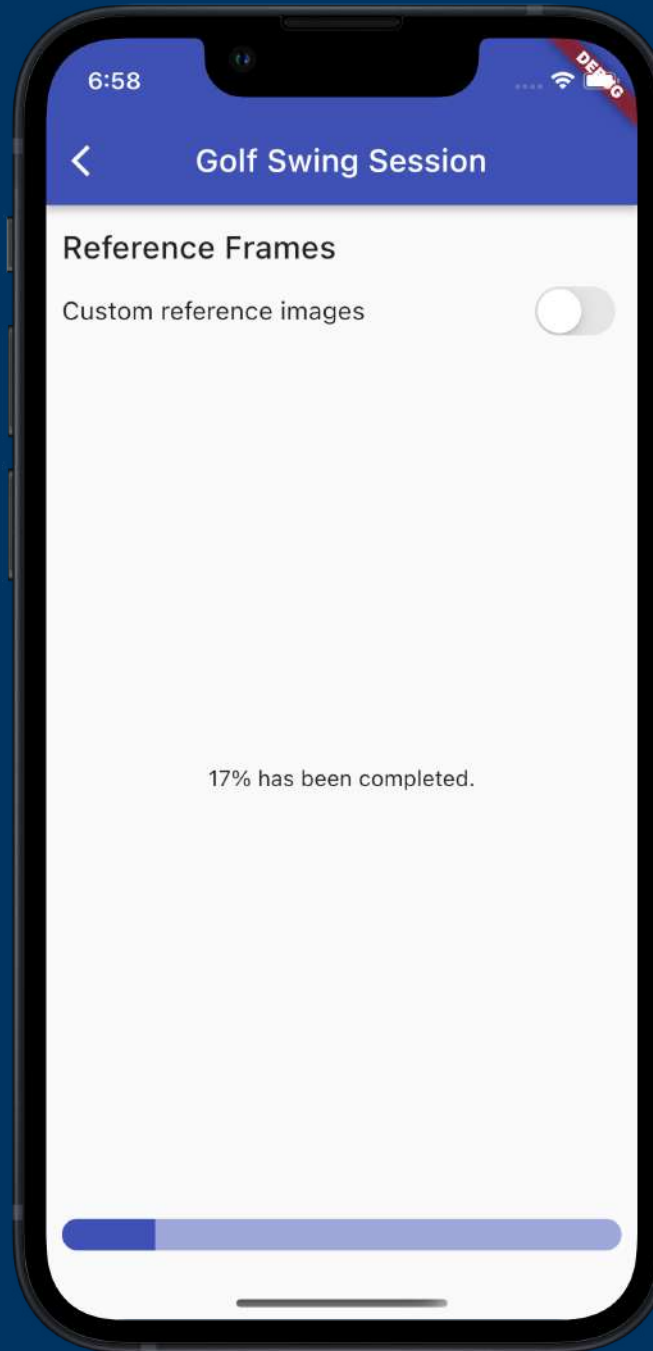 6:58
DEBUG
Golf Swing Session
Reference Frames
Custom reference images
17% has been completed.